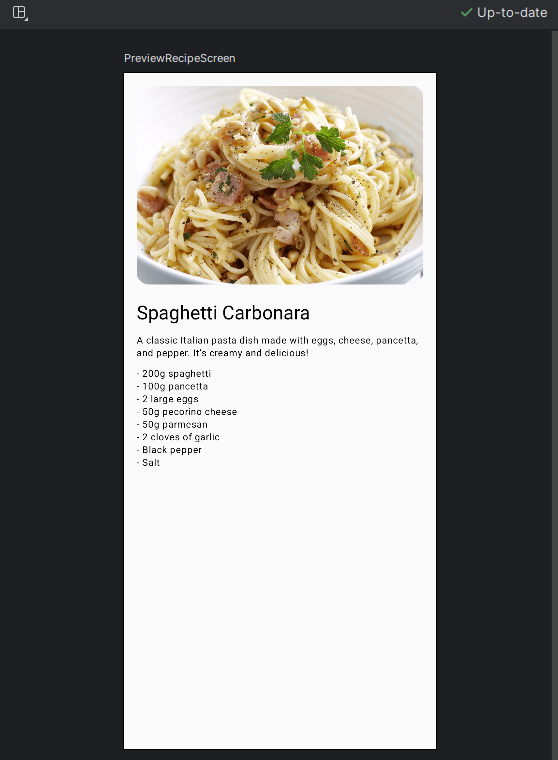 Up-to-date
PreviewRecipeScreen
Spaghetti Carbonara
A classic Italian pasta dish made with eggs, cheese, pancetta,
and pepper. It's creamy and delicious!
- 200g spaghetti
- 100g pancetta
- 2 large eggs
- 50g pecorino cheese
- 50g parmesan
- 2 cloves of garlic
- Black pepper
- Salt